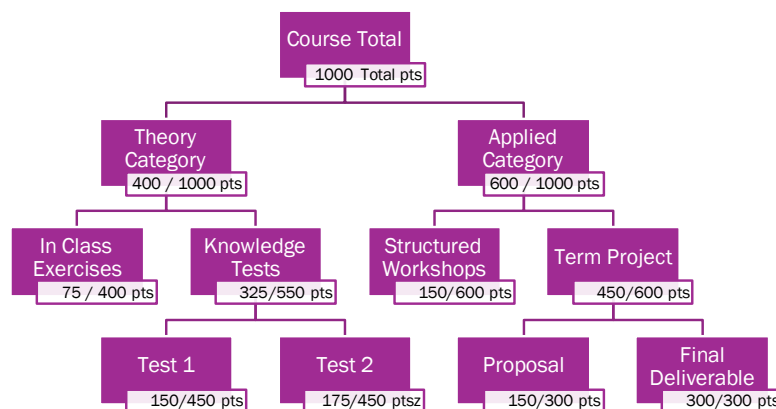 Course Total
1000 Total pts
Theory
Category
400 / 1000 pts
Applied
Category
600 / 1000 pts
In Class
Exercises
75 / 400 pts
Knowledge
Tests
325/550 pts
Structured
Workshops
150/600 pts
Term Project
450/600 pts
Test 1
150/450 pts
Test 2
175/450 ptsz
Proposal
150/300 pts
Final
Deliverable
300/300 pts